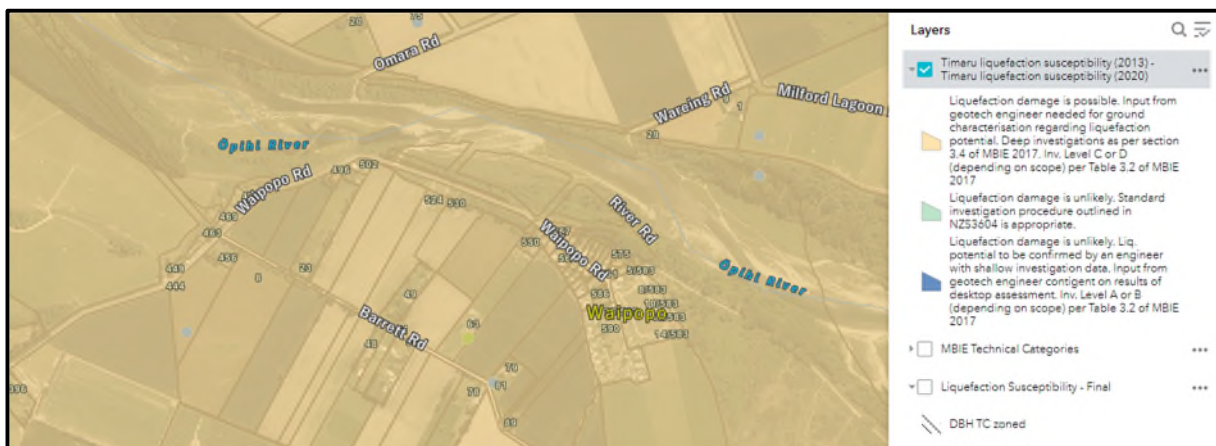 20
75
Omara Rd
Wareing Rd
1
Milford Lagoon
29
Ōpihi River
Waipopo Rd
496
502
469
463
456
8
23
449
444
524
530
49
Barrett Rd
63
48
550
Waipopo Rd
River Rd
575
5/583
586
8/583
10/583
Waipopo
590
14/583
Ōpihi River
396
70
78
81
89
Layers
Timaru liquefaction susceptibility (2013) -
Timaru liquefaction susceptibility (2020)
Liquefaction damage is possible. Input from
geotech engineer needed for ground
characterisation regarding liquefaction
potential. Deep investigations as per section
3.4 of MBIE 2017. Inv. Level C or D
(depending on scope) per Table 3.2 of MBIE
2017
Liquefaction damage is unlikely. Standard
investigation procedure outlined in
NZS3604 is appropriate.
Liquefaction damage is unlikely. Liq.
potential to be confirmed by an engineer
with shallow investigation data. Input from
geotech engineer contigent on results of
desktop assessment. Inv. Level A or B
(depending on scope) per Table 3.2 of MBIE
2017
MBIE Technical Categories
Liquefaction Susceptibility - Final
DBH TC zoned